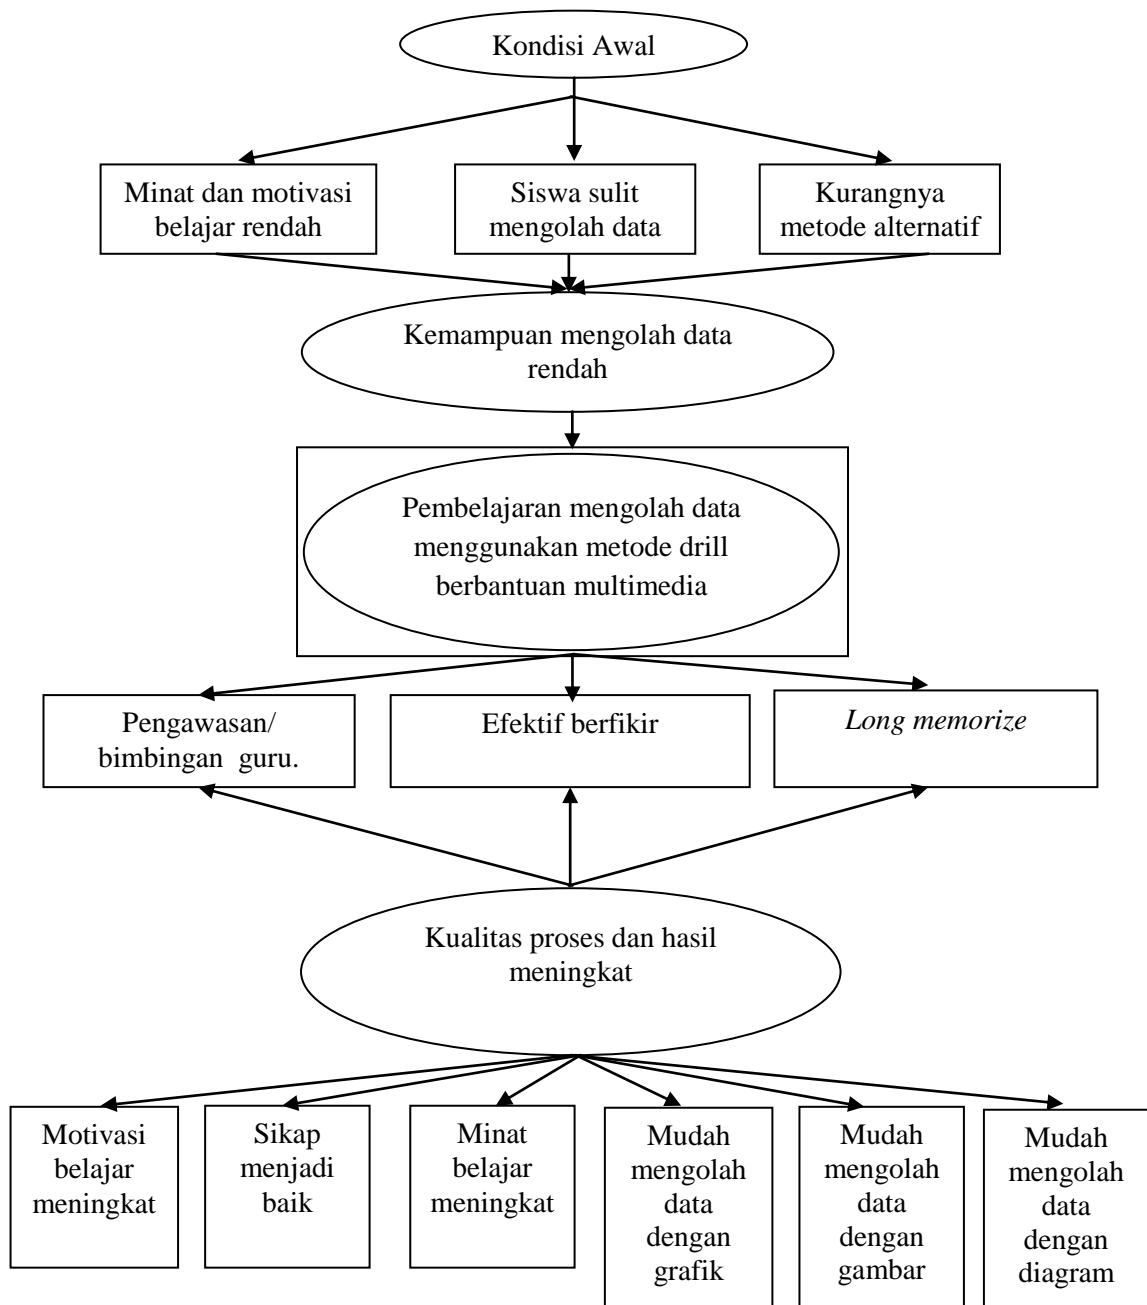 Kondisi Awal
Minat dan motivasi
belajar rendah
Siswa sulit
mengolah data
Kurangnya
metode alternatif
Kemampuan mengolah data
rendah
Pembelajaran mengolah data
menggunakan metode drill
berbantuan multimedia
Pengawasan/
bimbingan  guru.
Efektif berfikir
Long memorize
Kualitas proses dan hasil
meningkat
Motivasi
belajar
meningkat
Sikap
menjadi
baik
Minat
belajar
meningkat
Mudah
mengolah
data
dengan
grafik
Mudah
mengolah
data
dengan
gambar
Mudah
mengolah
data
dengan
diagram